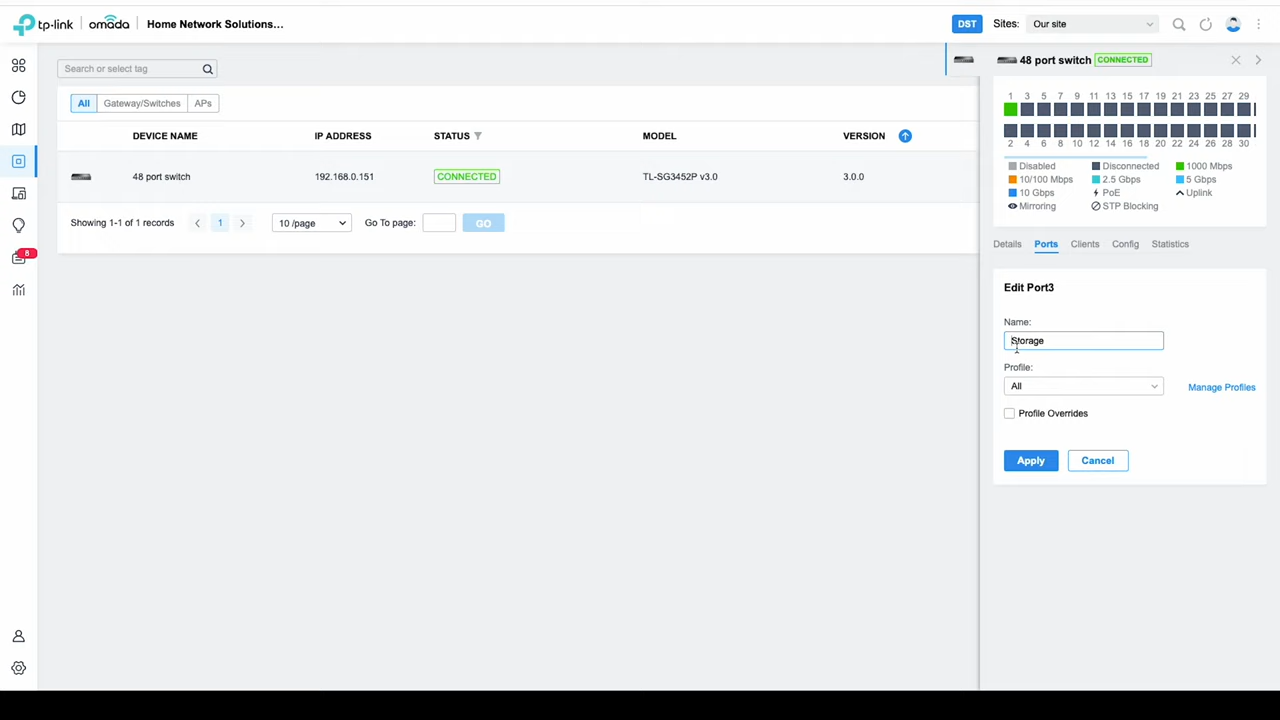 tp-link | omada | Home Network Solutions... DST Sites: Our site
Search or select tag
All Gateway/Switches APs
DEVICE NAME IP ADDRESS STATUS MODEL VERSION
48 port switch 192.168.0.151 CONNECTED TL-SG3452P v3.0 3.0.0
Showing 1-1 of 1 records < 1 > 10 /page Go To page: GO
8
48 port switch CONNECTED
1 3 5 7 9 11 13 15 17 19 21 23 25 27 29
2 4 6 8 10 12 14 16 18 20 22 24 26 28 30
Disabled Disconnected 1000 Mbps
10/100 Mbps 2.5 Gbps 5 Gbps
10 Gbps PoE Uplink
Mirroring STP Blocking
Details Ports Clients Config Statistics
Edit Port3
Name:
Storage
Profile:
All Manage Profiles
Profile Overrides
Apply Cancel